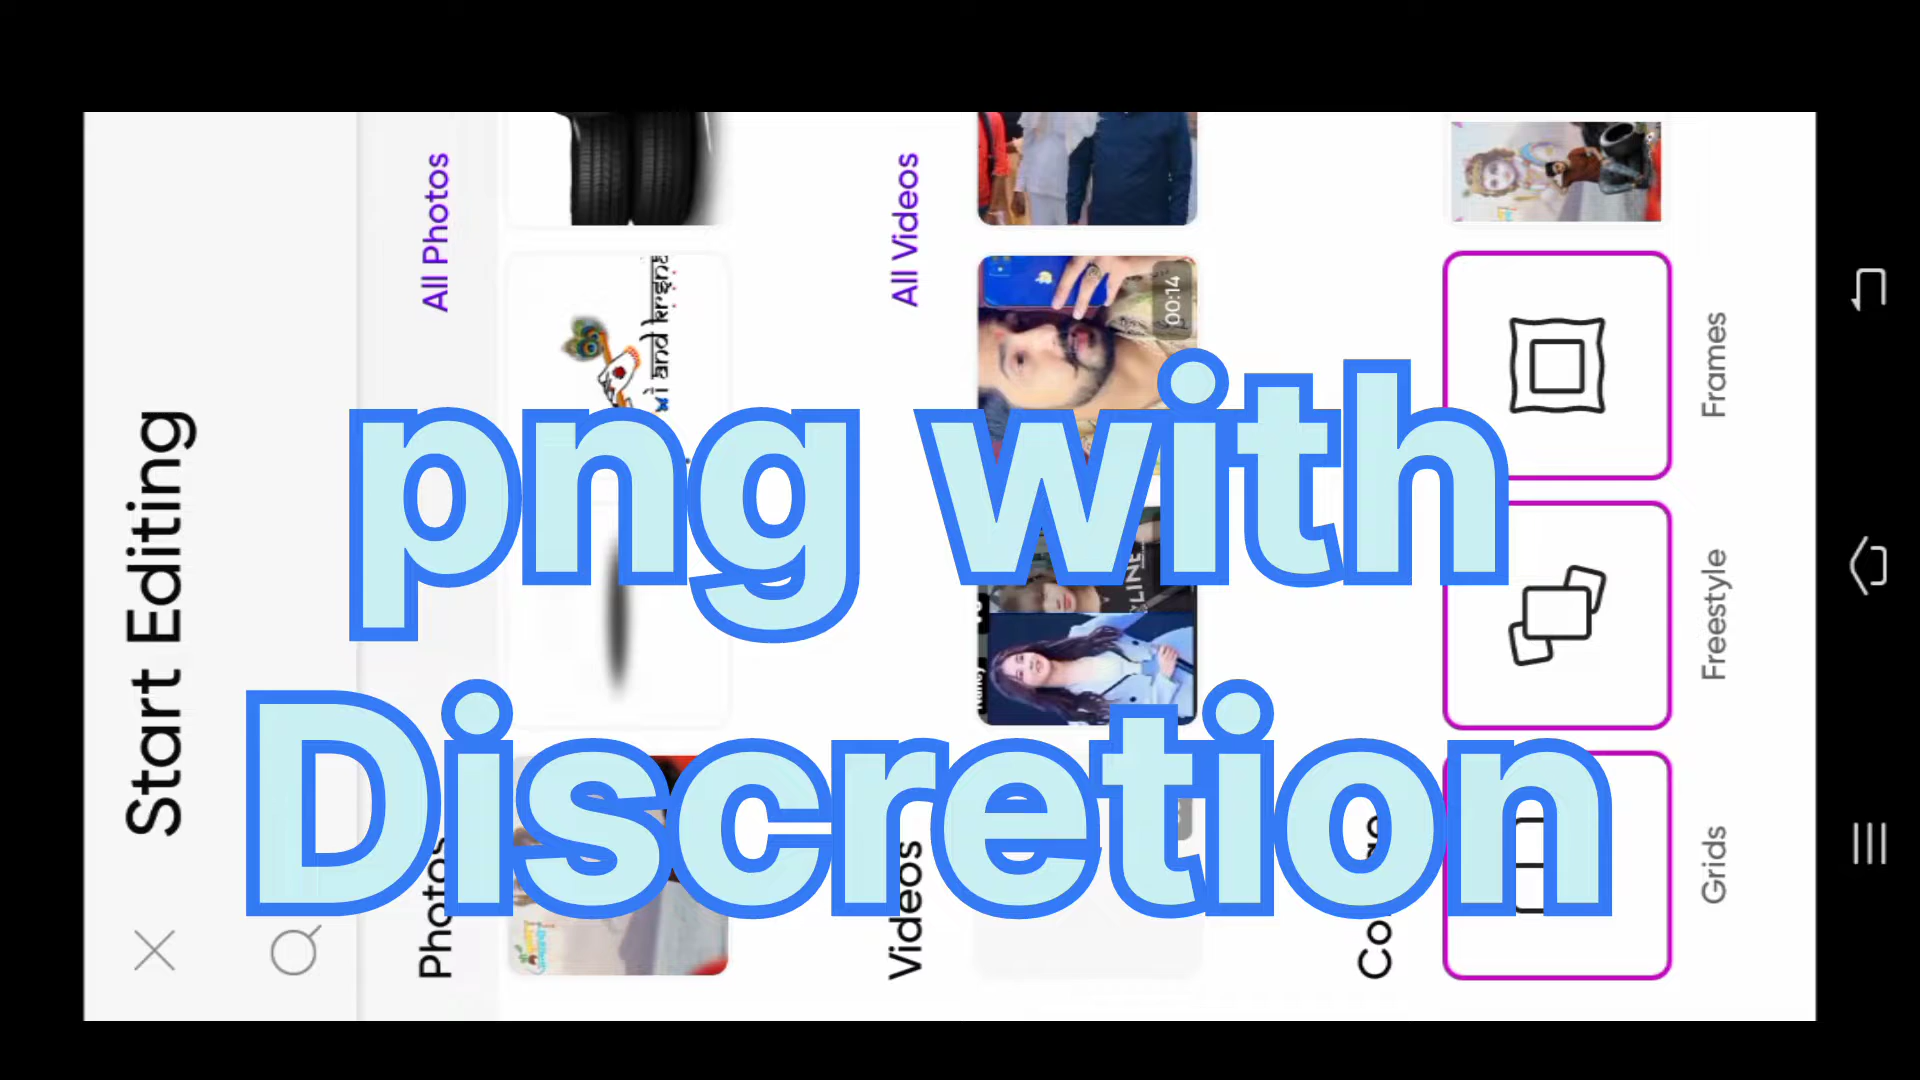 Start Editing
Photos
All Photos
Videos
All Videos
00:14
Grids
Freestyle
Frames
png with
Discretion